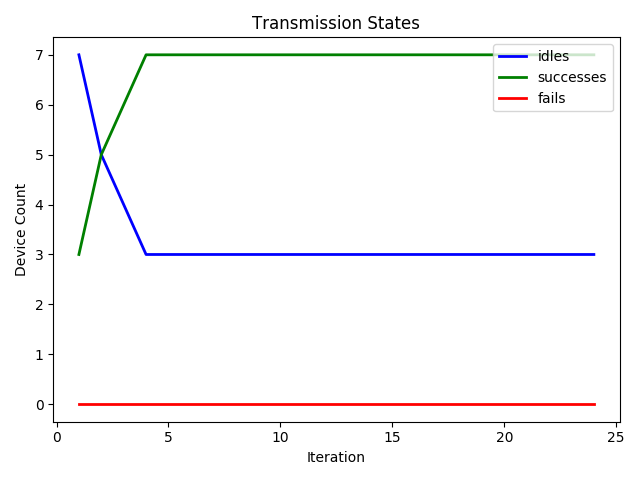 Transmission States
7
6
5
4
3
2
1
0
Device Count
idles
successes
fails
0 5 10 15 20 25
Iteration